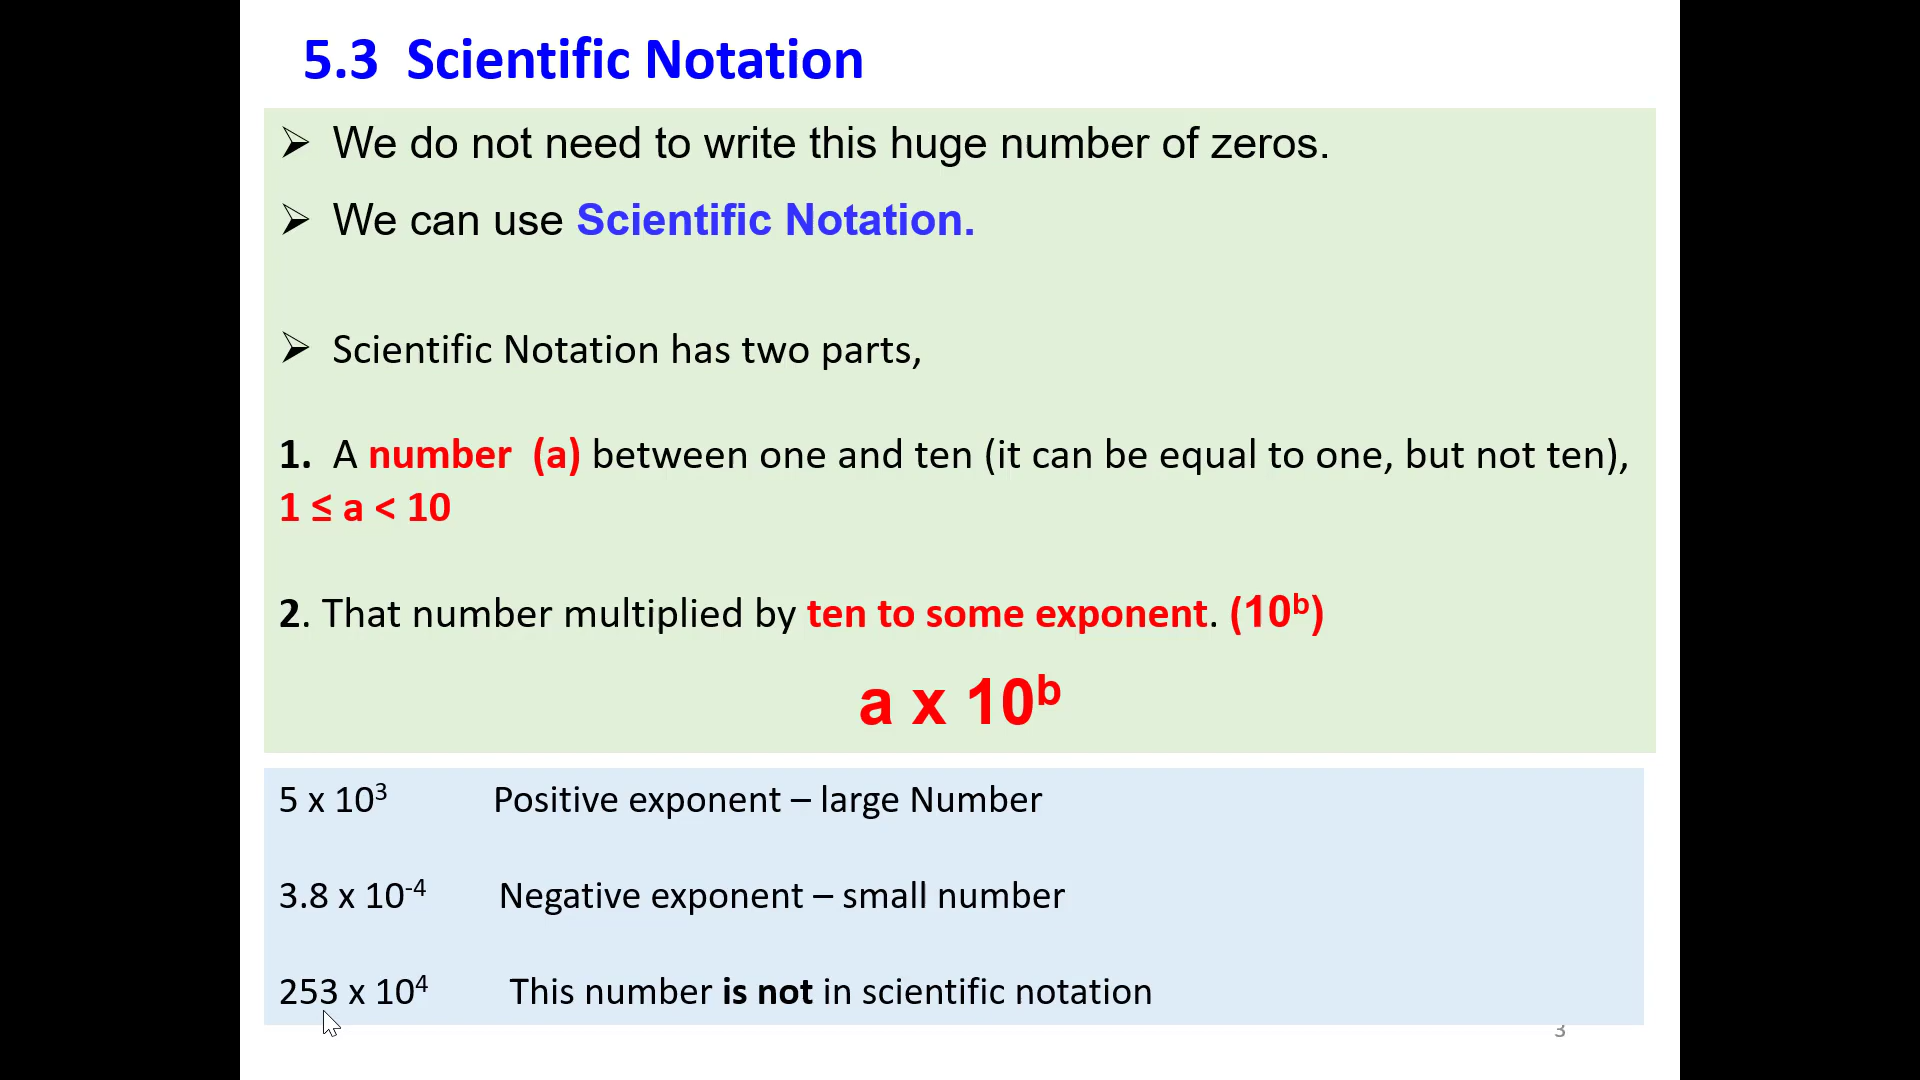 5.3 Scientific Notation
➢ We do not need to write this huge number of zeros.
➢ We can use Scientific Notation.
➢ Scientific Notation has two parts,
1. A number (a) between one and ten (it can be equal to one, but not ten),
1 ≤ a < 10
2. That number multiplied by ten to some exponent. (10ᵇ)
a x 10ᵇ
5 x 10³ Positive exponent – large Number
3.8 x 10⁻⁴ Negative exponent – small number
253 x 10⁴ This number is not in scientific notation
3